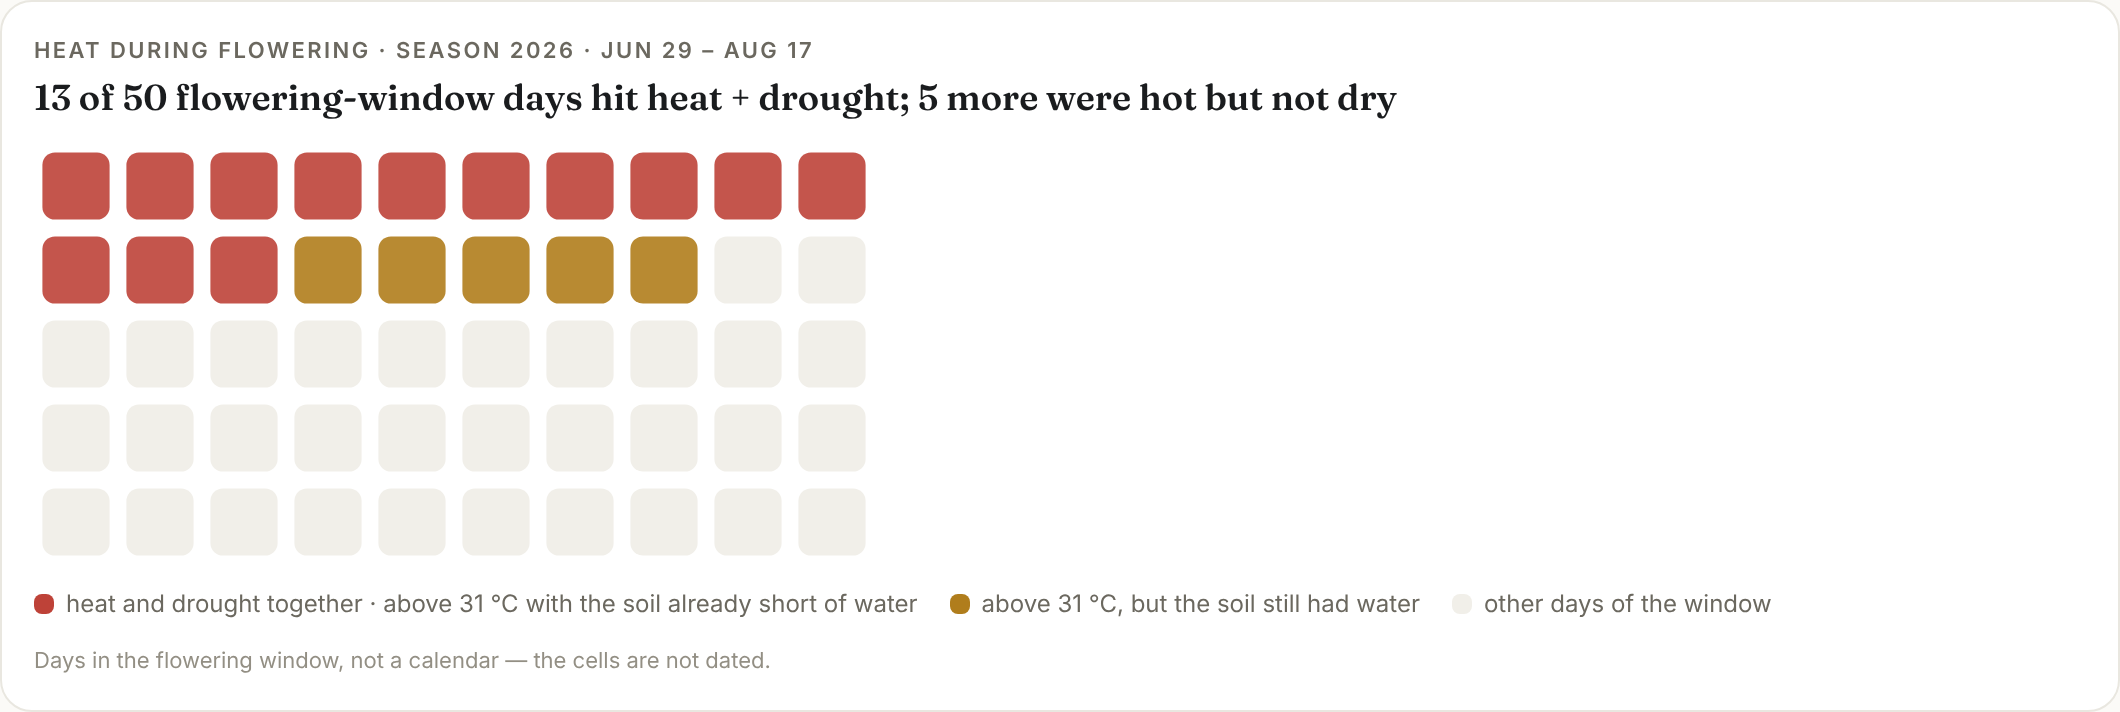 HEAT DURING FLOWERING · SEASON 2026 · JUN 29 – AUG 17
13 of 50 flowering-window days hit heat + drought; 5 more were hot but not dry
heat and drought together · above 31 °C with the soil already short of water
above 31 °C, but the soil still had water
other days of the window
Days in the flowering window, not a calendar — the cells are not dated.